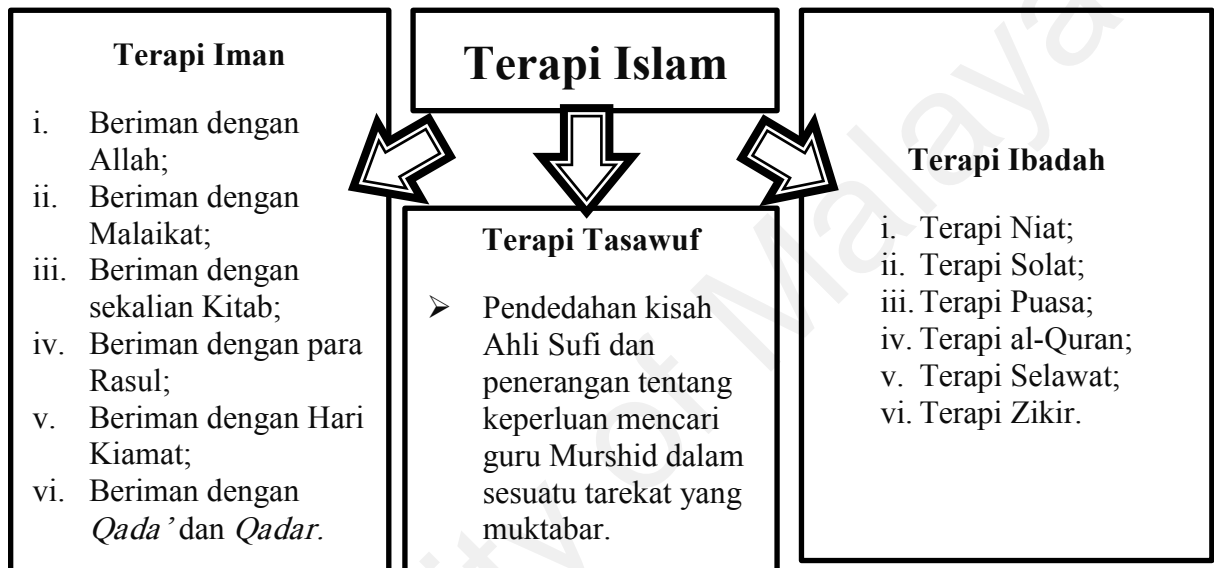 Terapi Islam
Terapi Iman
i. Beriman dengan
Allah;
ii. Beriman dengan
Malaikat;
iii. Beriman dengan
sekalian Kitab;
iv. Beriman dengan para
Rasul;
v. Beriman dengan Hari
Kiamat;
vi. Beriman dengan
Qada’ dan Qadar.
Terapi Tasawuf
➢ Pendedahan kisah
Ahli Sufi dan
penerangan tentang
keperluan mencari
guru Murshid dalam
sesuatu tarekat yang
muktabar.
Terapi Ibadah
i. Terapi Niat;
ii. Terapi Solat;
iii. Terapi Puasa;
iv. Terapi al-Quran;
v. Terapi Selawat;
vi. Terapi Zikir.
ity of Malaya